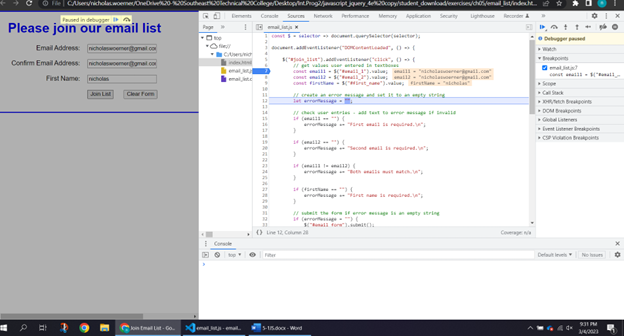 File | C:/Users/nicholas.woerner/OneDrive%20-%20Southeast%20Technical%20College/Desktop/Int.Prog2/javascript_jquery_4e%20copy/student_download/exercises/ch05/email_list/index.ht...
Paused in debugger
Please join our email list
Email Address: nicholaswoerner@gmail.con
Confirm Email Address: nicholaswoerner@gmail.con
First Name: nicholas
Join List Clear Form
Elements Console Sources Network Performance Memory Application Security Lighthouse Recorder
Page
top
file://
C:/Users/nich
index.html
email_list.j
email_list.c
email_list.js
1 const $ = selector => document.querySelector(selector);
2
3 document.addEventListener("DOMContentLoaded", () => {
4
5 $("#join_list").addEventListener("click", () => {
6 // get values user entered in textboxes
7 const email1 = $("#email_1").value; email1 = "nicholaswoerner@gmail.com"
8 const email2 = $("#email_2").value; email2 = "nicholaswoerner@gmail.com"
9 const firstName = $("#first_name").value; firstName = "nicholas"
10
11 // create an error message and set it to an empty string
12 let errorMessage = "";
13
14 // check user entries - add text to error message if invalid
15 if (email1 == "") {
16 errorMessage += "First email is required.\n";
17 }
18
19 if (email2 == "") {
20 errorMessage += "Second email is required.\n";
21 }
22
23 if (email1 != email2) {
24 errorMessage += "Both emails must match.\n";
25 }
26
27 if (firstName == "") {
28 errorMessage += "First name is required.\n";
29 }
30
31 // submit the form if error message is an empty string
32 if (errorMessage == "") {
33 $("#email_form").submit();
{} Line 12, Column 28 Coverage: n/a
Debugger paused
Watch
Breakpoints
email_list.js:7
const email1 = $("#email_...
Scope
Call Stack
XHR/fetch Breakpoints
DOM Breakpoints
Global Listeners
Event Listener Breakpoints
CSP Violation Breakpoints
Console
top Filter Default levels No Issues
Join Email List - Go... email_list.js - email... 5-1JS.docx - Word
9:31 PM
3/4/2023